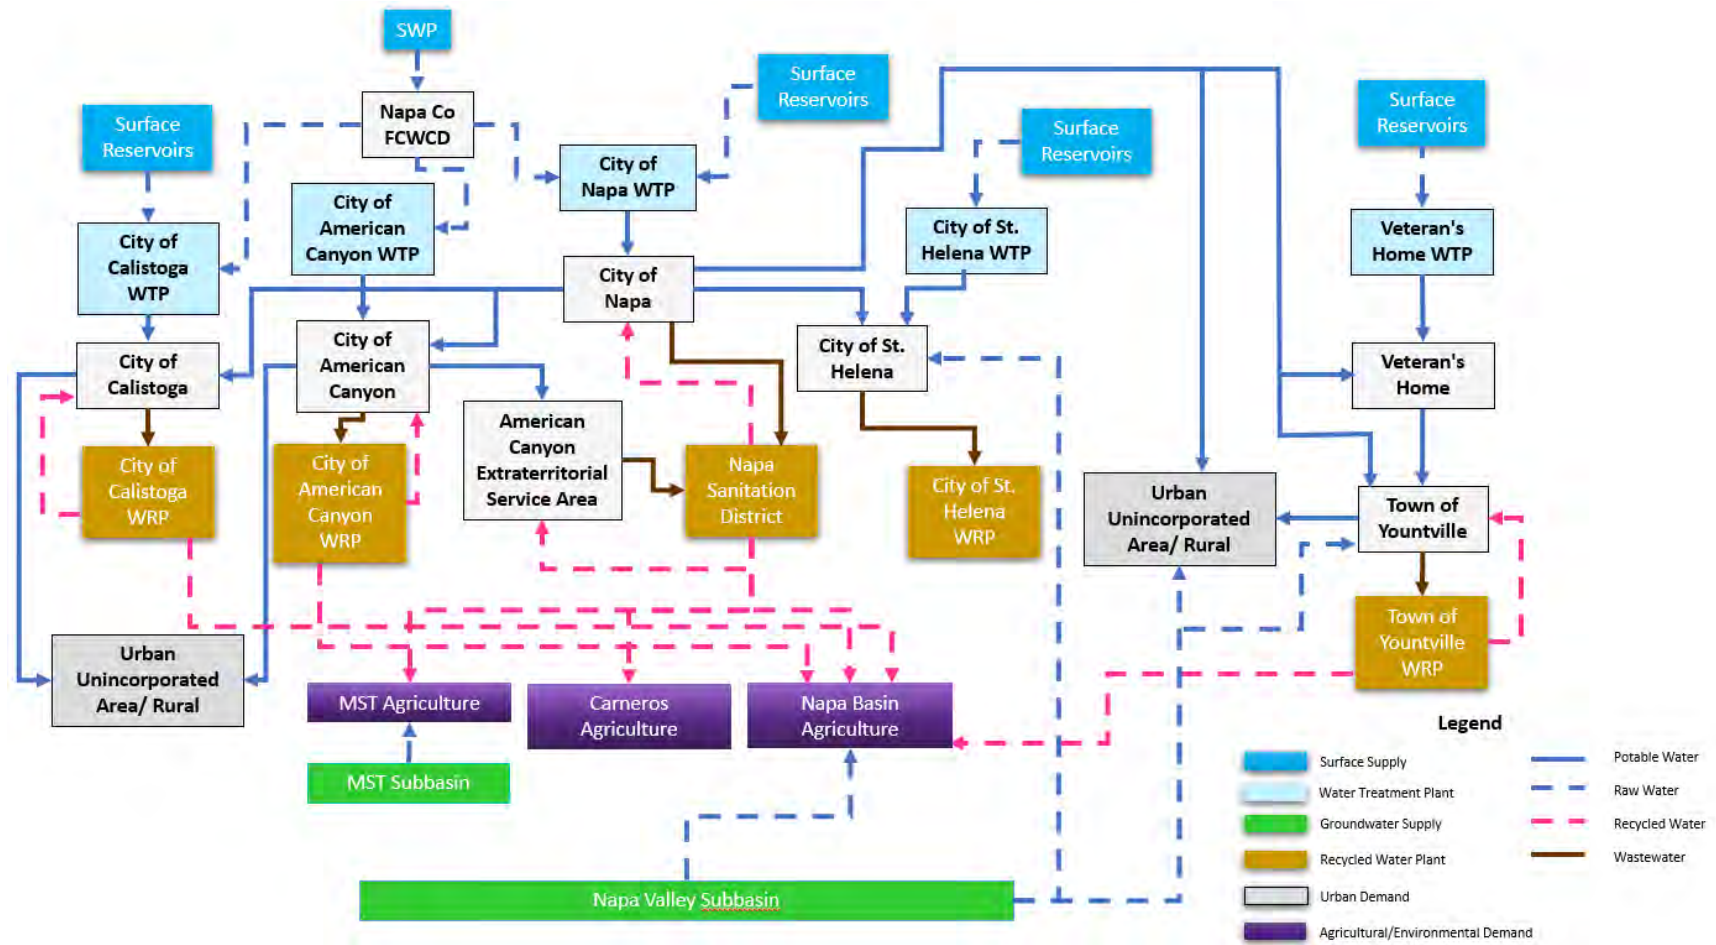 SWP
Surface
Reservoirs
Napa Co
FCWCD
Surface
Reservoirs
Surface
Reservoirs
Surface
Reservoirs
City of
Napa WTP
City of
American
Canyon WTP
City of
Calistoga
WTP
City of St.
Helena WTP
Veteran's
Home WTP
City of
Napa
City of
Calistoga
City of
American
Canyon
City of St.
Helena
Veteran's
Home
American
Canyon
Extraterritorial
Service Area
City of
Calistoga
WRP
City of
American
Canyon
WRP
Napa
Sanitation
District
City of St.
Helena
WRP
Urban
Unincorporated
Area/ Rural
Town of
Yountville
Town of
Yountville
WRP
Urban
Unincorporated
Area/ Rural
MST Agriculture
Carneros
Agriculture
Napa Basin
Agriculture
MST Subbasin
Napa Valley Subbasin
Legend
Surface Supply
Water Treatment Plant
Groundwater Supply
Recycled Water Plant
Urban Demand
Agricultural/Environmental Demand
Potable Water
Raw Water
Recycled Water
Wastewater